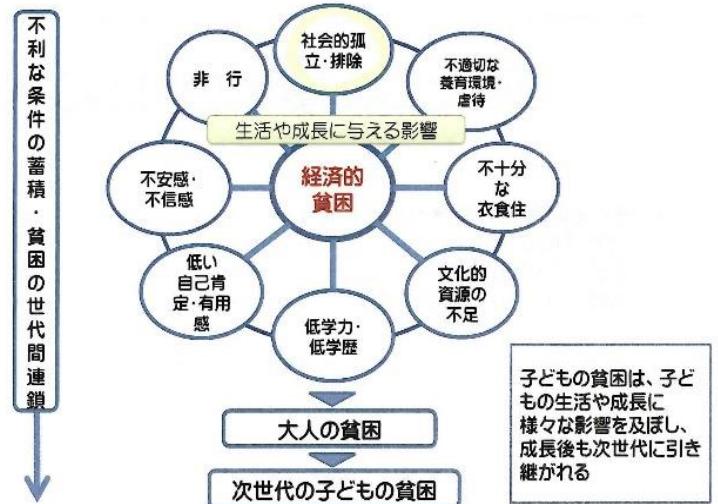 不利な条件の蓄積・貧困の世代間連鎖
社会的孤
立・排除
非　行
不適切な
養育環境・
虐待
生活や成長に与える影響
不安感・
不信感
経済的
貧困
不十分
な
衣食住
低い
自己肯
定・有用
感
文化的
資源の
不足
低学力・
低学歴
大人の貧困
次世代の子どもの貧困
子どもの貧困は、子ど
もの生活や成長に
様々な影響を及ぼし、
成長後も次世代に引き
継がれる